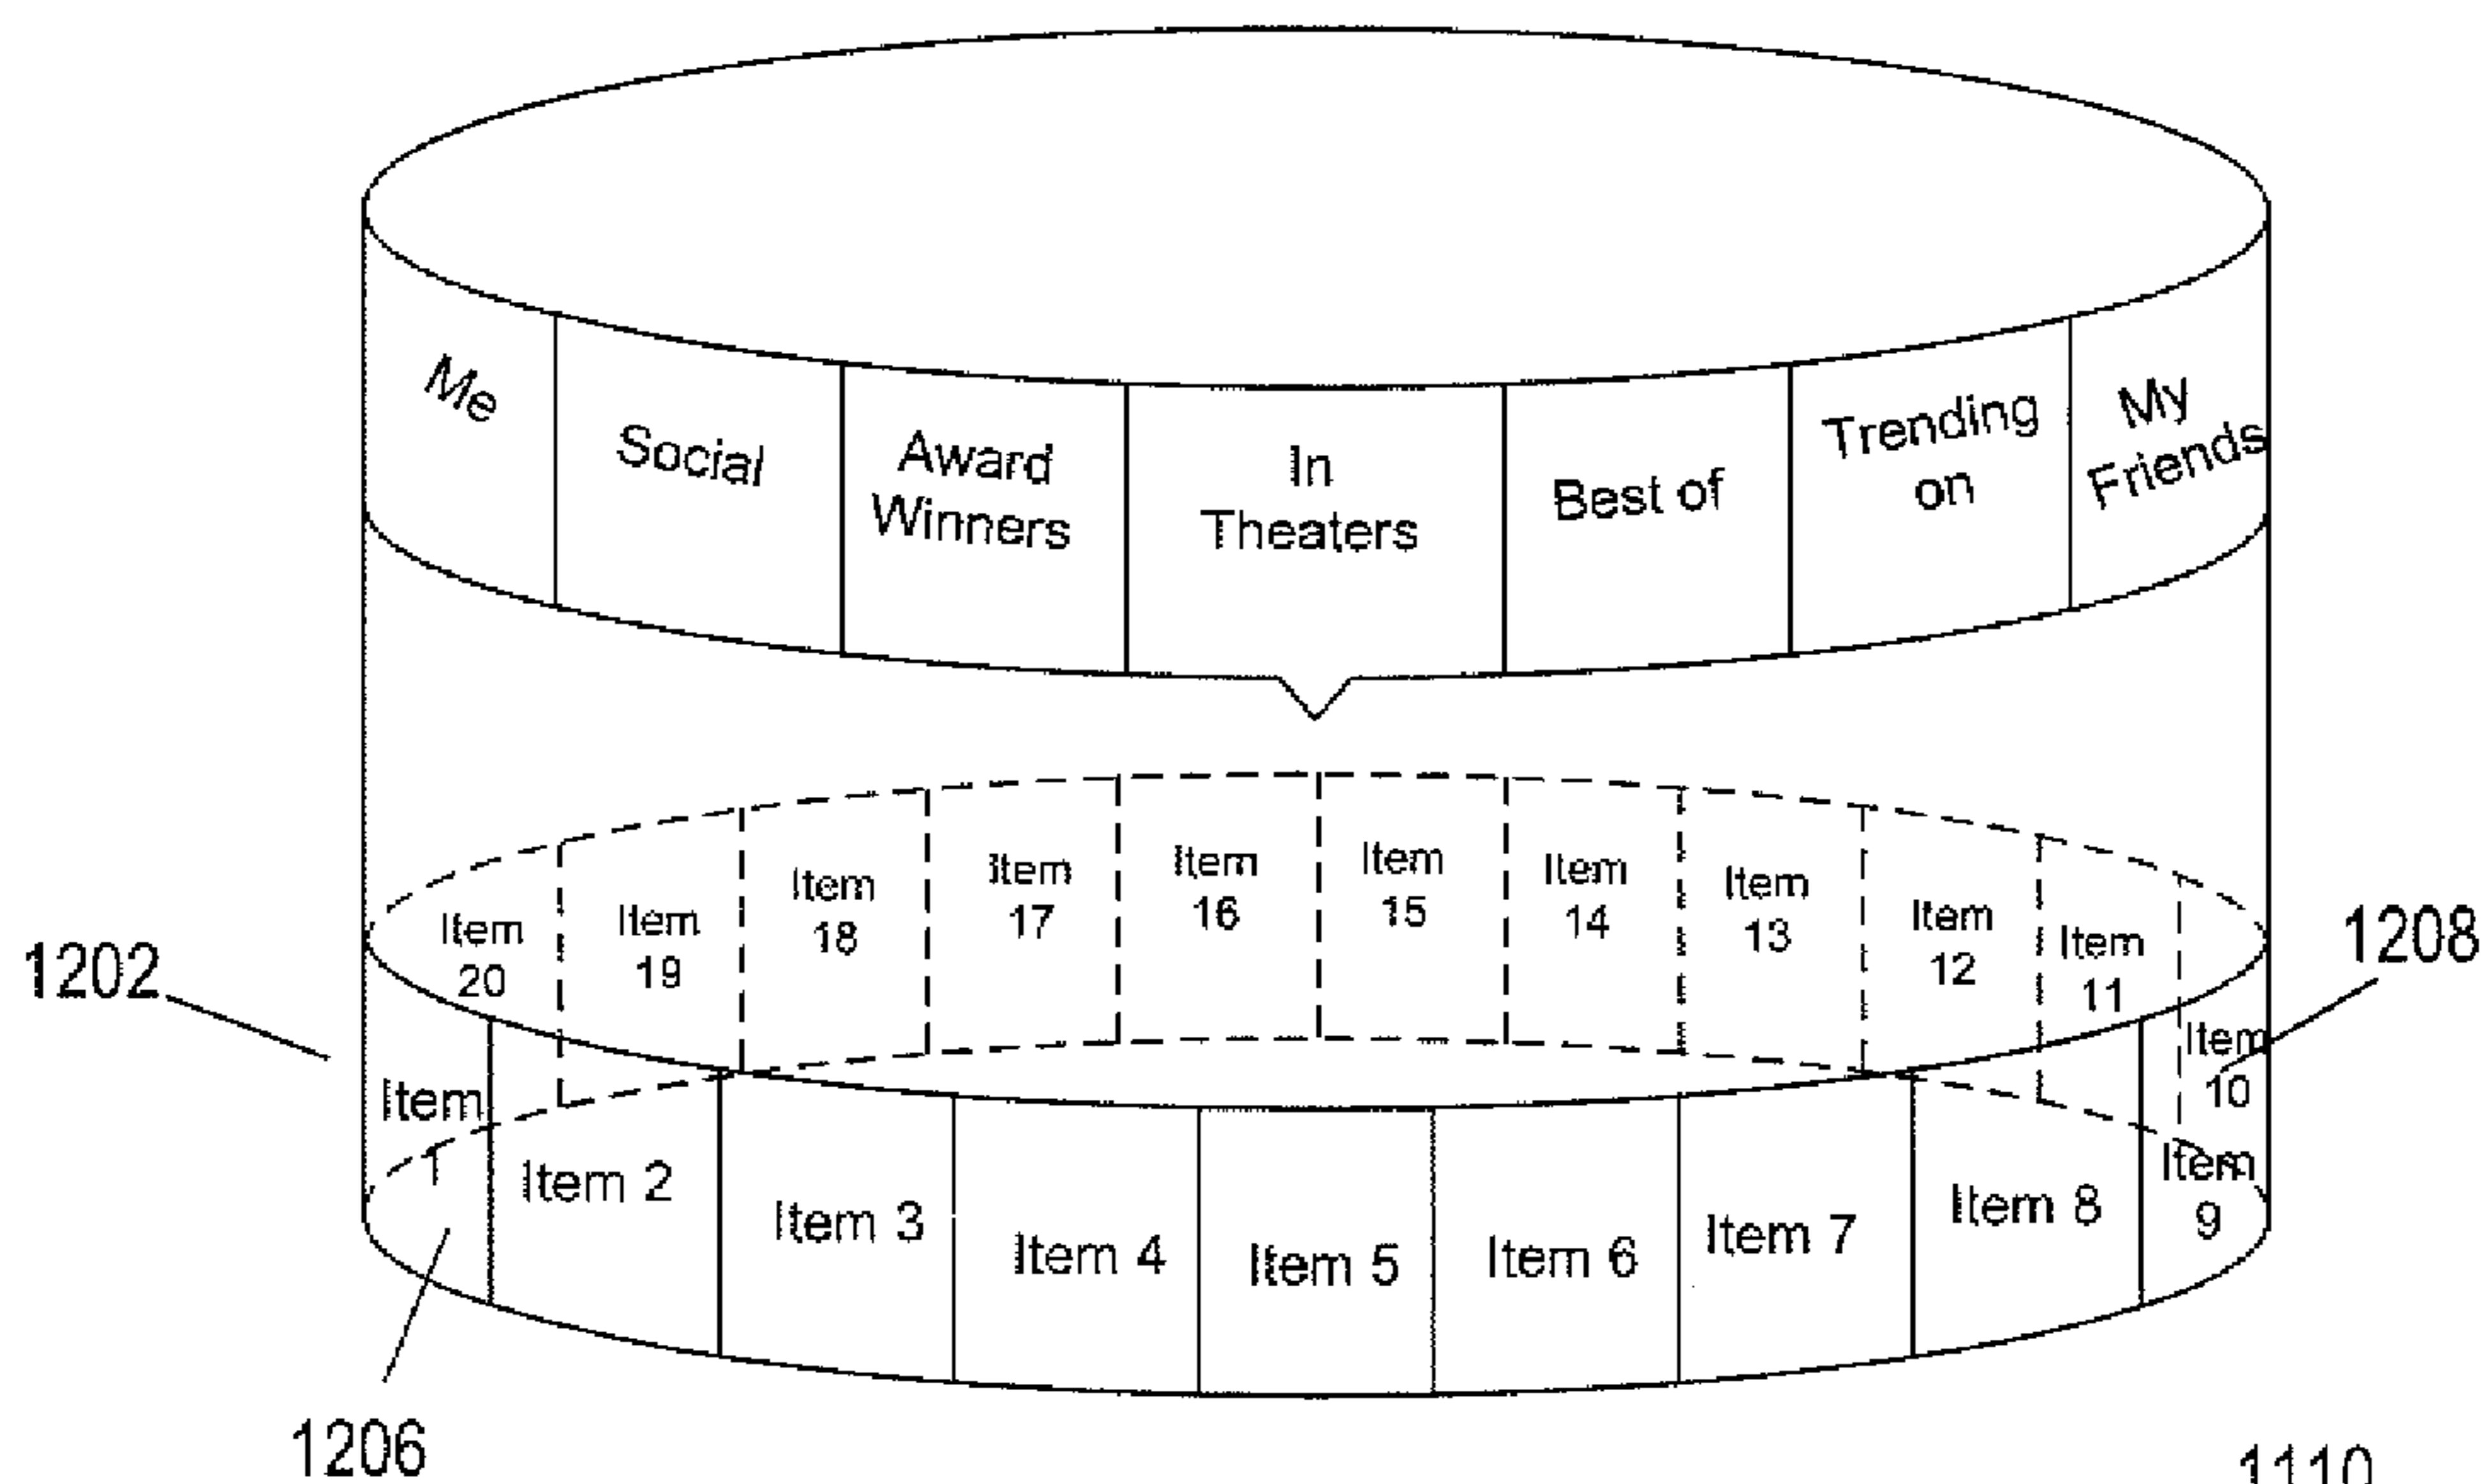 Me
Social
Award
Winners
In
Theaters
Best of
Trending
on
My
Friends
Item
20
Item
19
Item
18
Item
17
Item
16
Item
15
Item
14
Item
13
Item
12
Item
11
Item
10
1202
1208
Item
1
Item 2
Item 3
Item 4
Item 5
Item 6
Item 7
Item 8
Item
9
1206
1110